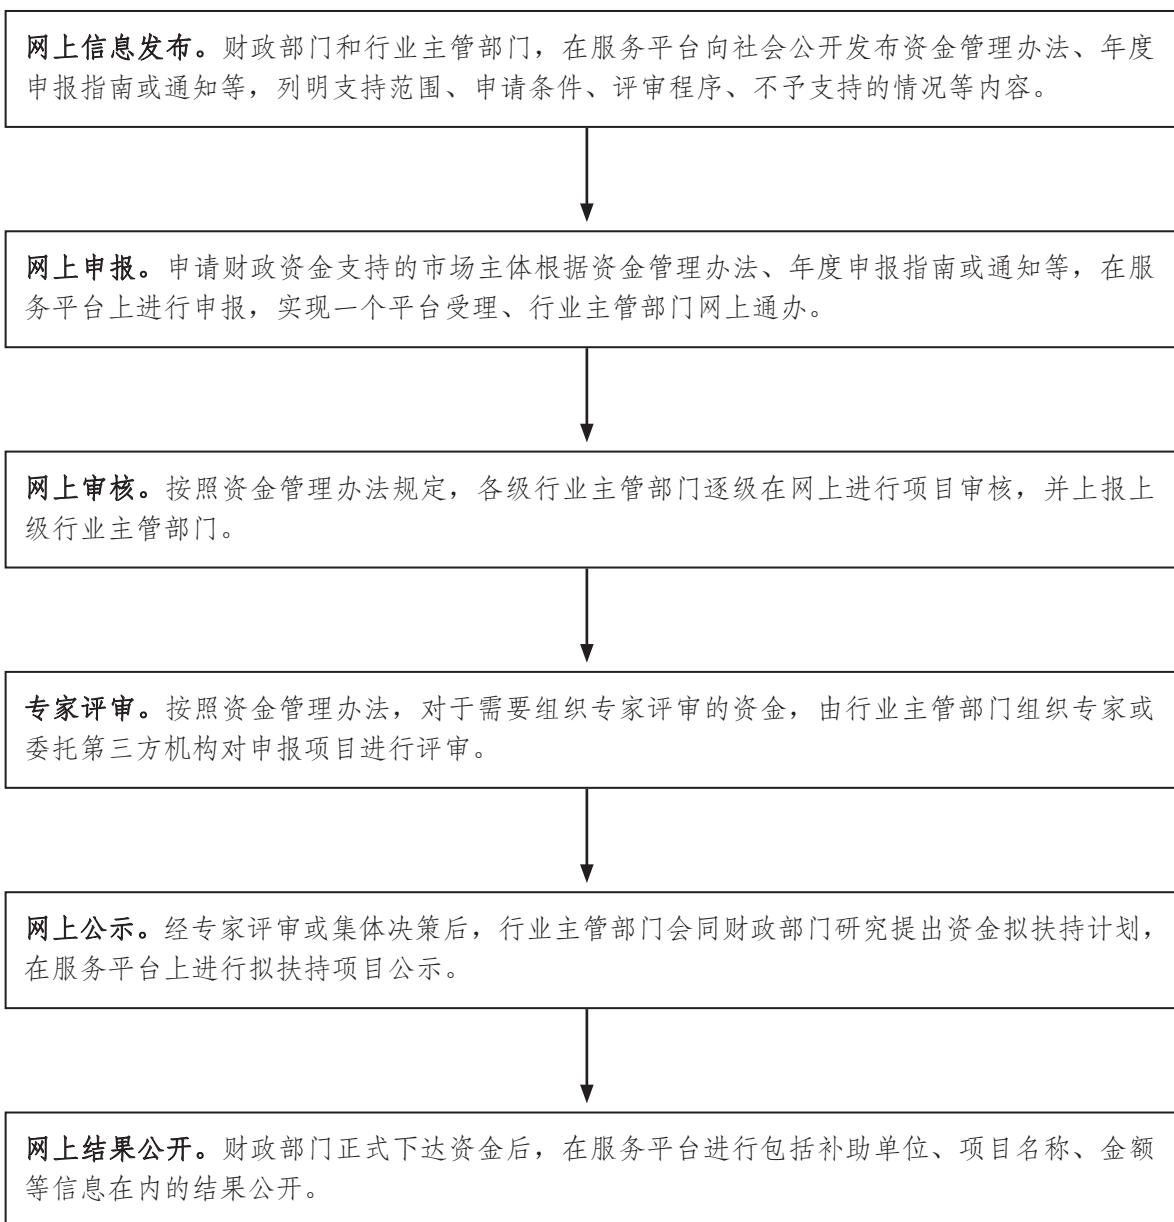 网上信息发布。财政部门和行业主管部门，在服务平台向社会公开发布资金管理办法、年度
申报指南或通知等，列明支持范围、申请条件、评审程序、不予支持的情况等内容。
网上申报。申请财政资金支持的市场主体根据资金管理办法、年度申报指南或通知等，在服
务平台上进行申报，实现一个平台受理、行业主管部门网上通办。
网上审核。按照资金管理办法规定，各级行业主管部门逐级在网上进行项目审核，并上报上
级行业主管部门。
专家评审。按照资金管理办法，对于需要组织专家评审的资金，由行业主管部门组织专家或
委托第三方机构对申报项目进行评审。
网上公示。经专家评审或集体决策后，行业主管部门会同财政部门研究提出资金拟扶持计划，
在服务平台上进行拟扶持项目公示。
网上结果公开。财政部门正式下达资金后，在服务平台进行包括补助单位、项目名称、金额
等信息在内的结果公开。